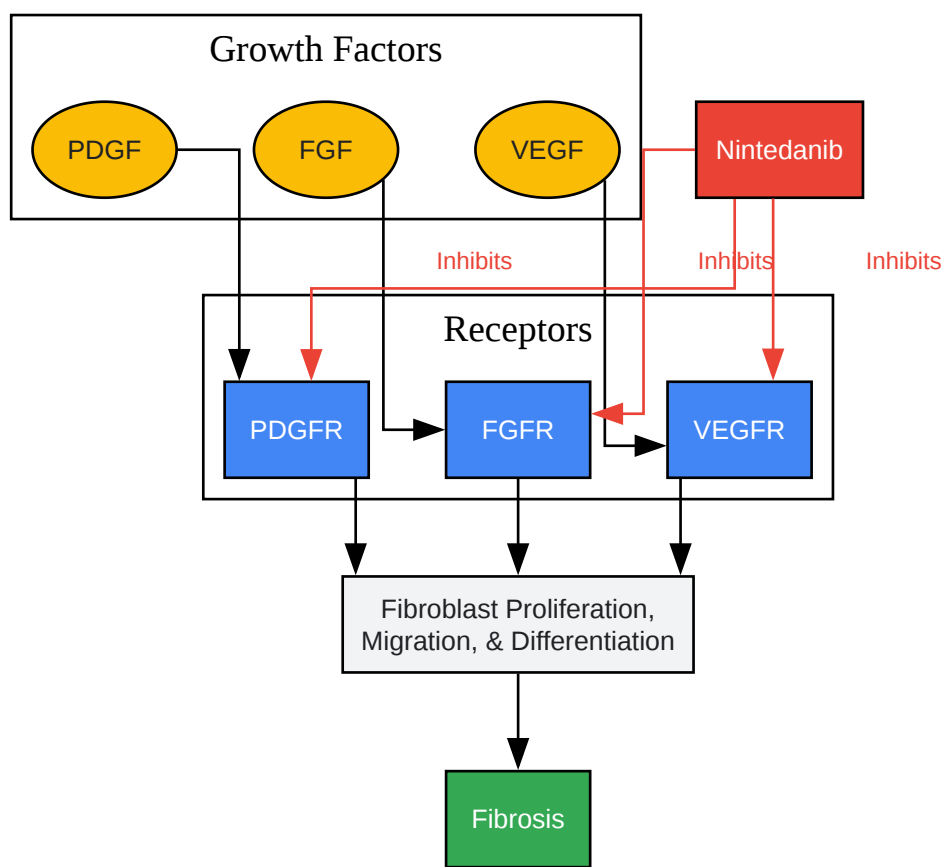 Growth Factors
PDGF
FGF
VEGF
Nintedanib
Inhibits
Inhibits
Inhibits
Receptors
PDGFR
FGFR
VEGFR
Fibroblast Proliferation,
Migration, & Differentiation
Fibrosis